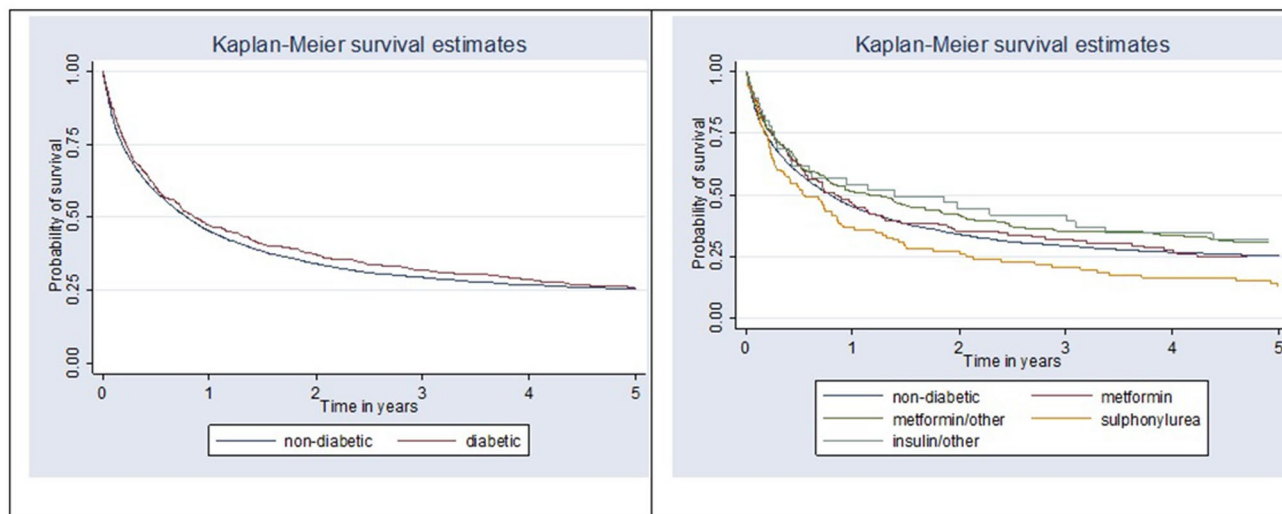 Kaplan-Meier survival estimates
Probability of survival
1.00
0.75
0.50
0.25
0.00
0 1 2 3 4 5
Time in years
non-diabetic diabetic
Kaplan-Meier survival estimates
Probability of survival
1.00
0.75
0.50
0.25
0.00
0 1 2 3 4 5
Time in years
non-diabetic metformin
metformin/other sulphonylurea
insulin/other